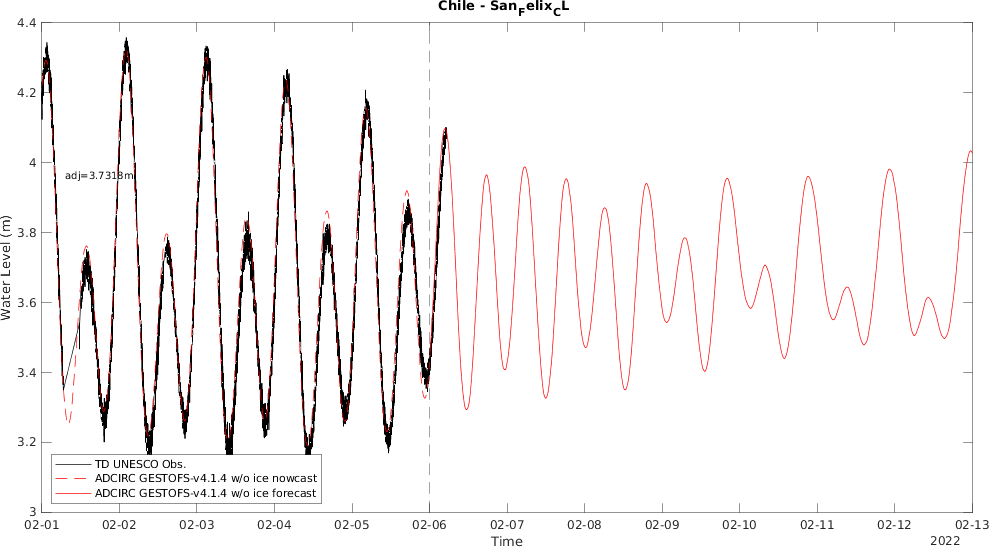 Chile - SanFelixCL
4.4
4.2
4
3.8
3.6
3.4
3.2
3
Water Level (m)
adj=3.7318m
TD UNESCO Obs.
ADCIRC GESTOFS-v4.1.4 w/o ice nowcast
ADCIRC GESTOFS-v4.1.4 w/o ice forecast
02-01 02-02 02-03 02-04 02-05 02-06 02-07 02-08 02-09 02-10 02-11 02-12 02-13
Time
2022